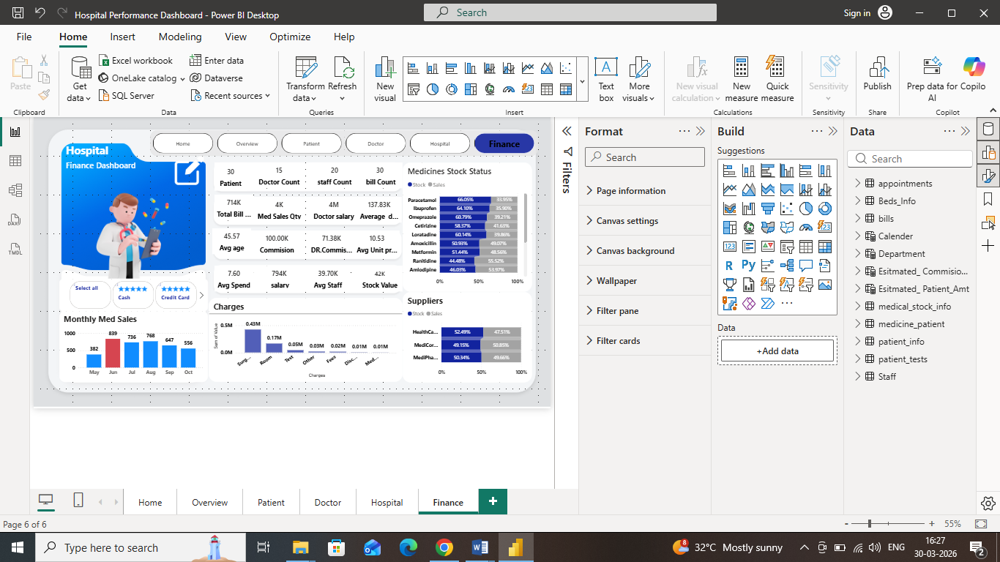 Hospital Performance Dashboard - Power BI Desktop
Search
Sign in
File Home Insert Modeling View Optimize Help
Paste
Clipboard
Get data
Excel workbook
OneLake catalog
SQL Server
Enter data
Dataverse
Recent sources
Data
Transform data
Refresh
Queries
New visual
Text box
More visuals
Insert
New visual calculation
New measure
Quick measure
Calculations
Sensitivity
Sensitivity
Publish
Share
Prep data for AI
Copilo
Copilot
Home Overview Patient Doctor Hospital Finance
Hospital
Finance Dashboard
30 15 20 30
Patient Doctor Count staff Count bill Count
714K 4K 4M 137.83K
Total Bill ... Med Sales Qty Doctor salary Average d...
45.57 100.00K 71.38K 10.53
Avg age Commision DR.Commis... Avg Unit pr...
7.60 794K 39.70K 42K
Avg Spend salary Avg Staff Stock Value
Select all
Cash
Credit Card
Monthly Med Sales
1000
500
0
382 839 736 768 647 556
May Jun Jul Aug Sep Oct
Charges
Sum of Value
0.5M
0.0M
0.43M 0.17M 0.05M 0.03M 0.02M 0.01M 0.01M
Surg... Room Test Other Fees Disc... Med...
Charges
Medicines Stock Status
Stock Sales
Paracetamol 66.05% 33.95%
Ibuprofen 64.10% 35.90%
Omeprazole 60.79% 39.21%
Cetirizine 58.37% 41.63%
Loratadine 60.14% 39.86%
Amoxicillin 50.93% 49.07%
Metformin 51.44% 48.56%
Ranitidine 44.48% 55.52%
Amlodipine 46.03% 53.97%
0% 50% 100%
Suppliers
Stock Sales
HealthCa... 52.49% 47.51%
MediCor... 49.15% 50.85%
MediPha... 50.34% 49.66%
0% 50% 100%
Filters
Format
Search
Page information
Canvas settings
Canvas background
Wallpaper
Filter pane
Filter cards
Build
Suggestions
123
R Py
Data
+Add data
Data
Search
appointments
Beds_Info
bills
Calender
Department
Esitmated_ Commisio...
Esitmated_ Patient_Amt
medical_stock_info
medicine_patient
patient_info
patient_tests
Staff
DAX
TMDL
Home Overview Patient Doctor Hospital Finance
Page 6 of 6
- + 55%
Type here to search
8
32°C Mostly sunny
ENG
16:27
30-03-2026
2